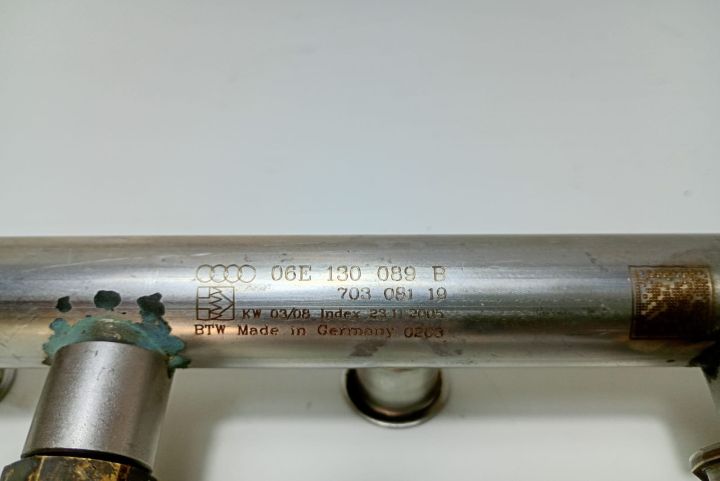 06E 130 089 B
703 081 19
KW 03/08 Index 23.11.2005
BTW Made in Germany 0203